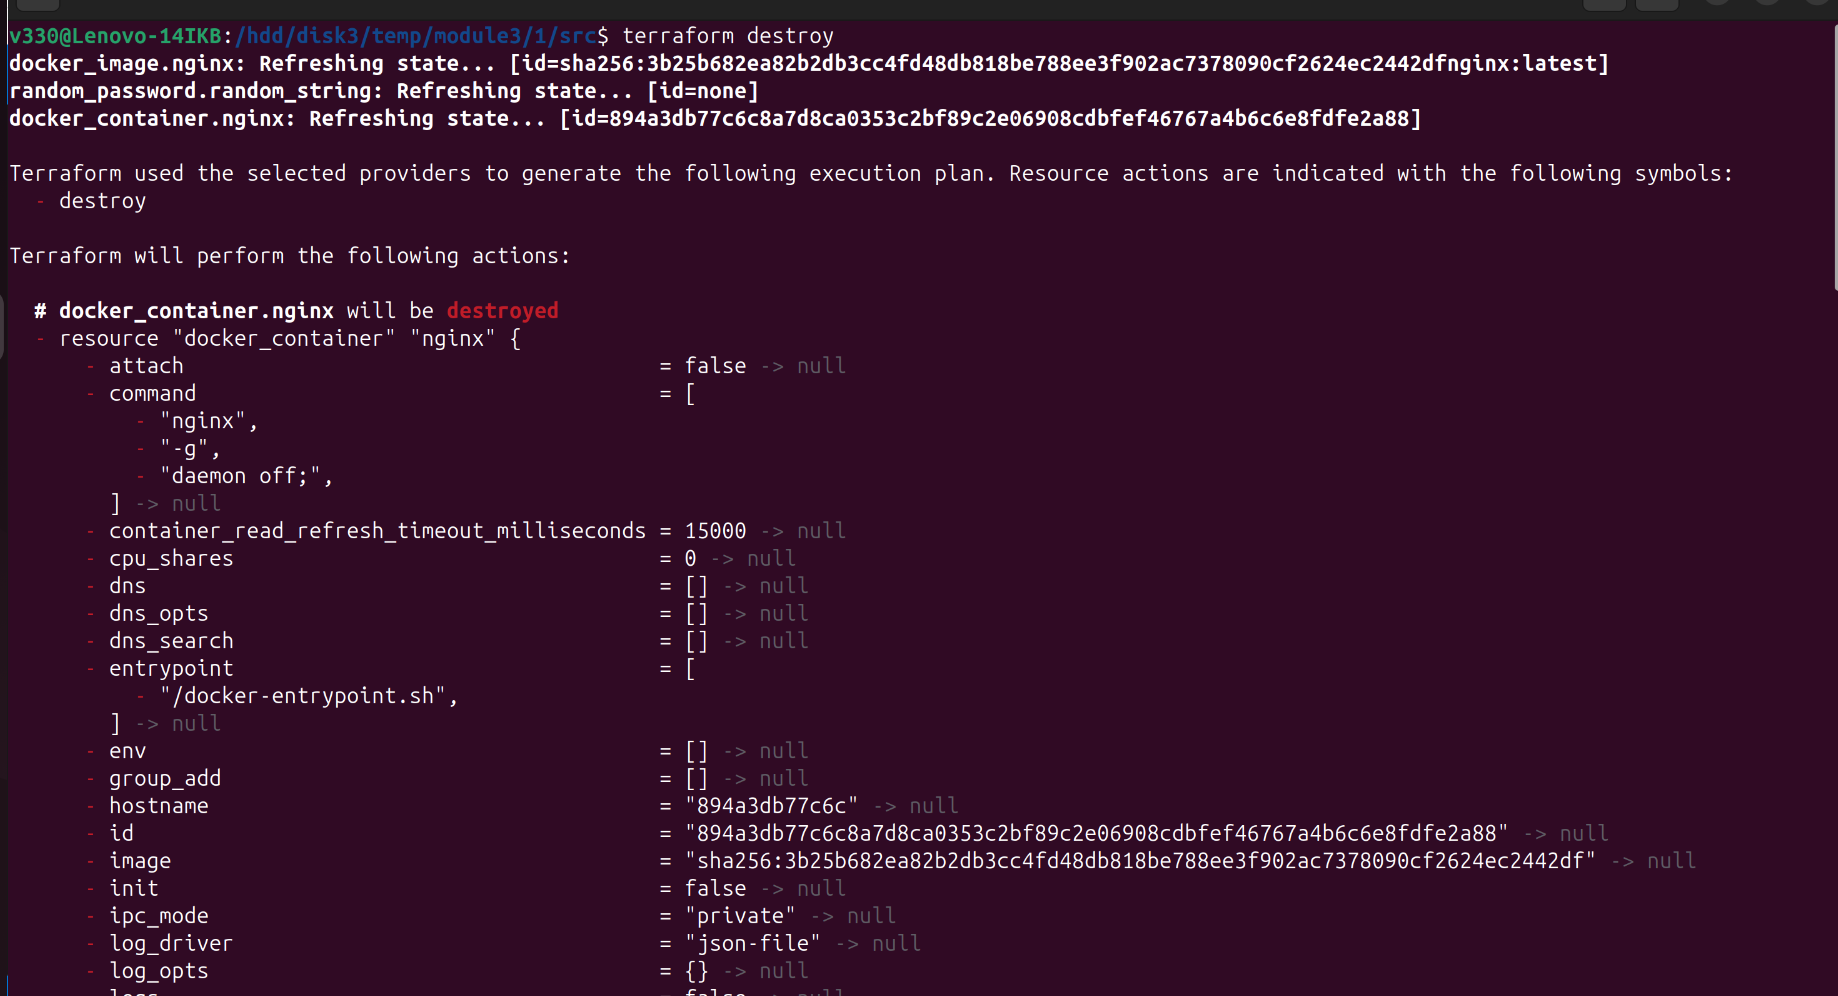 v330@Lenovo-14IKB:/hdd/disk3/temp/module3/1/src$ terraform destroy
docker_image.nginx: Refreshing state... [id=sha256:3b25b682ea82b2db3cc4fd48db818be788ee3f902ac7378090cf2624ec2442dfnginx:latest]
random_password.random_string: Refreshing state... [id=none]
docker_container.nginx: Refreshing state... [id=894a3db77c6c8a7d8ca0353c2bf89c2e06908cdbfef46767a4b6c6e8fdfe2a88]
Terraform used the selected providers to generate the following execution plan. Resource actions are indicated with the following symbols:
- destroy
Terraform will perform the following actions:
# docker_container.nginx will be destroyed
- resource "docker_container" "nginx" {
- attach = false -> null
- command = [
- "nginx",
- "-g",
- "daemon off;",
] -> null
- container_read_refresh_timeout_milliseconds = 15000 -> null
- cpu_shares = 0 -> null
- dns = [] -> null
- dns_opts = [] -> null
- dns_search = [] -> null
- entrypoint = [
- "/docker-entrypoint.sh",
] -> null
- env = [] -> null
- group_add = [] -> null
- hostname = "894a3db77c6c" -> null
- id = "894a3db77c6c8a7d8ca0353c2bf89c2e06908cdbfef46767a4b6c6e8fdfe2a88" -> null
- image = "sha256:3b25b682ea82b2db3cc4fd48db818be788ee3f902ac7378090cf2624ec2442df" -> null
- init = false -> null
- ipc_mode = "private" -> null
- log_driver = "json-file" -> null
- log_opts = {} -> null